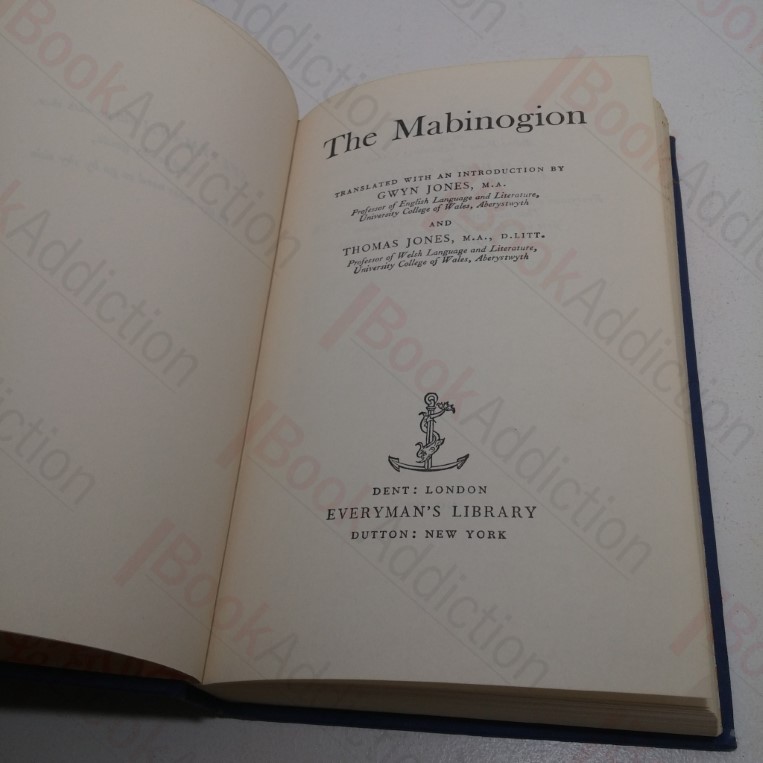 The Mabinogion
TRANSLATED WITH AN INTRODUCTION BY
GWYN JONES, M.A.
Professor of English Language and Literature,
University College of Wales, Aberystwyth
AND
THOMAS JONES, M.A., D.LITT.
Professor of Welsh Language and Literature,
University College of Wales, Aberystwyth
DENT: LONDON
EVERYMAN'S LIBRARY
DUTTON: NEW YORK
BookAddiction